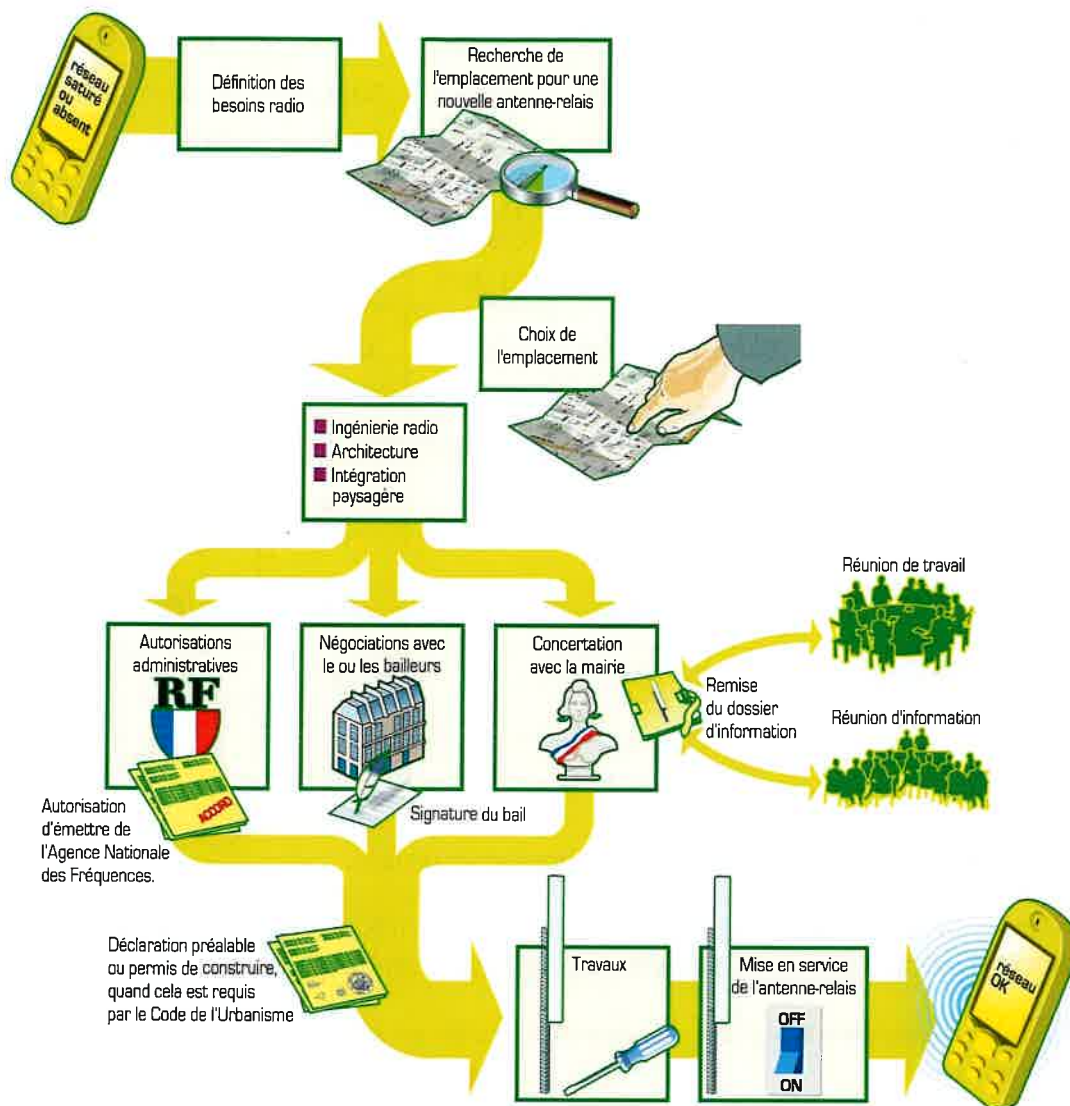 réseau
saturé
ou
absent
Définition des
besoins radio
Recherche de
l'emplacement pour une
nouvelle antenne-relais
Choix de
l'emplacement
Ingénierie radio
Architecture
Intégration
paysagère
Autorisations
administratives
RF
ACCORD
Autorisation
d'émettre de
l'Agence Nationale
des Fréquences.
Négociations avec
le ou les bailleurs
Signature du bail
Concertation
avec la mairie
Remise
du dossier
d'information
Réunion de travail
Réunion d'information
Déclaration préalable
ou permis de construire,
quand cela est requis
par le Code de l'Urbanisme
Travaux
Mise en service
de l'antenne-relais
OFF
ON
réseau
OK